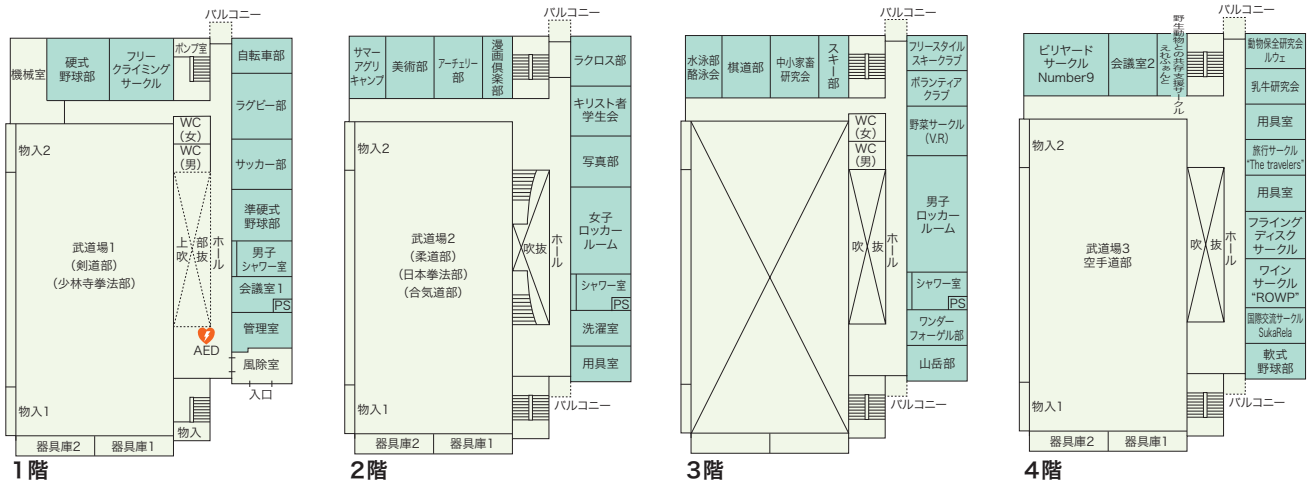 バルコニー
機械室
硬式
野球部
フリー
クライミング
サークル
ポンプ室
自転車部
ラグビー部
WC
(女)
WC
(男)
物入2
サッカー部
準硬式
野球部
武道場1
(剣道部)
(少林寺拳法部)
上部
吹抜
ホール
男子
シャワー室
会議室1
PS
管理室
AED
風除室
入口
物入1
物入
器具庫2
器具庫1
1階
バルコニー
サマー
アグリ
キャンプ
美術部
アーチェリー
部
漫画倶楽部
ラクロス部
キリスト者
学生会
物入2
写真部
女子
ロッカー
ルーム
武道場2
(柔道部)
(日本拳法部)
(合気道部)
吹抜
ホール
シャワー室
PS
洗濯室
用具室
物入1
バルコニー
器具庫2
器具庫1
2階
バルコニー
水泳部
酪泳会
棋道部
中小家畜
研究会
スキー部
フリースタイル
スキークラブ
ボランティア
クラブ
WC
(女)
WC
(男)
野菜サークル
(V.R)
男子
ロッカー
ルーム
吹抜
ホール
シャワー室
PS
ワンダー
フォーゲル部
山岳部
バルコニー
3階
バルコニー
ビリヤード
サークル
Number9
会議室2
野生動物との共存支援サークル
えれふぁんと
動物保全研究会
ルウェ
乳牛研究会
用具室
物入2
旅行サークル
“The travelers”
用具室
フライング
ディスク
サークル
武道場3
空手道部
吹抜
ホール
ワイン
サークル
“ROWP”
国際交流サークル
SukaRela
軟式
野球部
物入1
バルコニー
器具庫2
器具庫1
4階